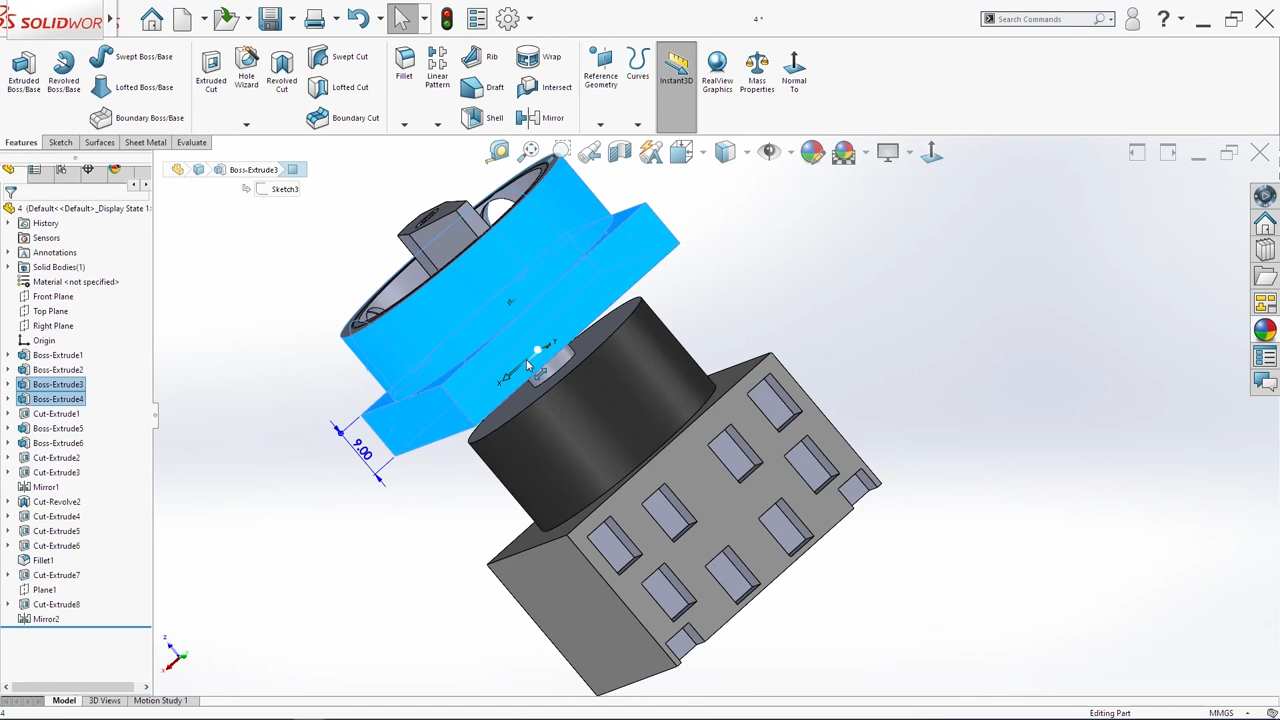 SOLIDWOR
4 *
Search Commands
?
Extruded Boss/Base
Revolved Boss/Base
Swept Boss/Base
Lofted Boss/Base
Boundary Boss/Base
Extruded Cut
Hole Wizard
Revolved Cut
Swept Cut
Lofted Cut
Boundary Cut
Fillet
Linear Pattern
Rib
Draft
Shell
Wrap
Intersect
Mirror
Reference Geometry
Curves
Instant3D
RealView Graphics
Mass Properties
Normal To
Features
Sketch
Surfaces
Sheet Metal
Evaluate
Boss-Extrude3
Sketch3
4 (Default<<Default>_Display State 1:
History
Sensors
Annotations
Solid Bodies(1)
Material <not specified>
Front Plane
Top Plane
Right Plane
Origin
Boss-Extrude1
Boss-Extrude2
Boss-Extrude3
Boss-Extrude4
Cut-Extrude1
Boss-Extrude5
Boss-Extrude6
Cut-Extrude2
Cut-Extrude3
Mirror1
Cut-Revolve2
Cut-Extrude4
Cut-Extrude5
Cut-Extrude6
Fillet1
Cut-Extrude7
Plane1
Cut-Extrude8
Mirror2
9.00
X
Y
Z
X
Y
Model
3D Views
Motion Study 1
4
Editing Part
MMGS